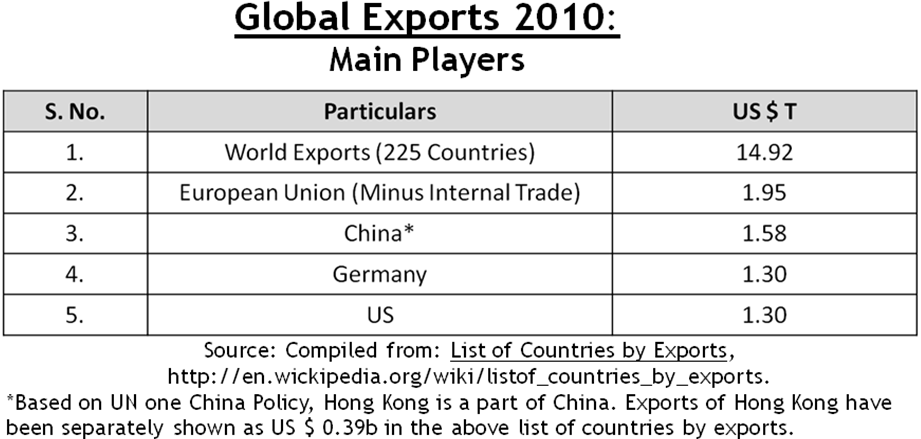 Global Exports 2010:
Main Players
S. No. Particulars US $ T
1. World Exports (225 Countries) 14.92
2. European Union (Minus Internal Trade) 1.95
3. China* 1.58
4. Germany 1.30
5. US 1.30
Source: Compiled from: List of Countries by Exports,
http://en.wickipedia.org/wiki/listof_countries_by_exports.
*Based on UN one China Policy, Hong Kong is a part of China. Exports of Hong Kong have
been separately shown as US $ 0.39b in the above list of countries by exports.